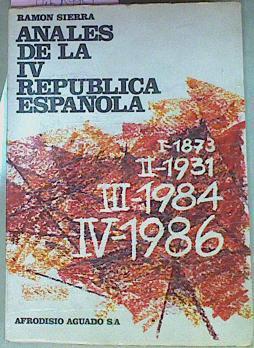 RAMON SIERRA
ANALES
DE LA
IV
REPUBLICA
ESPAÑOLA
I-1873
II-1931
III-1984
IV-1986
AFRODISIO AGUADO S.A